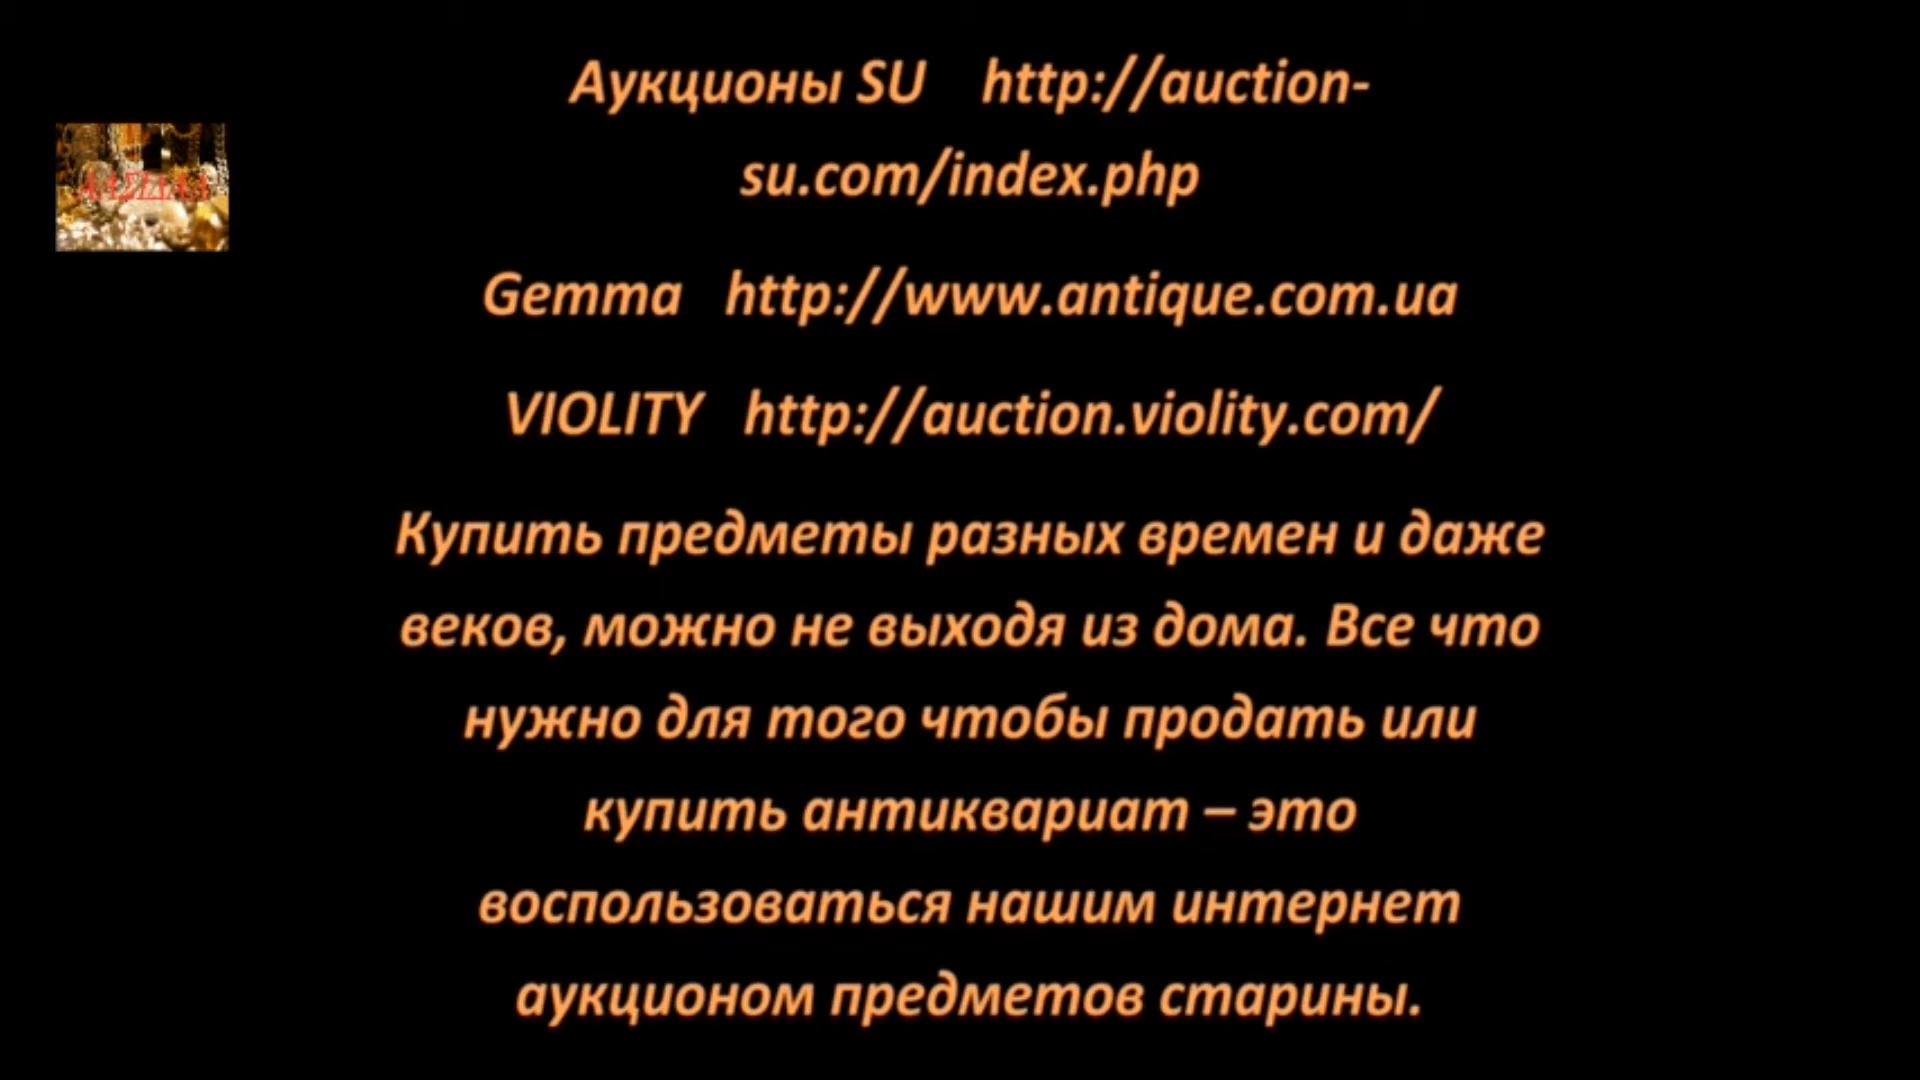 Аукционы SU    http://auction-
su.com/index.php
Gemma   http://www.antique.com.ua
VIOLITY   http://auction.violity.com/
Купить предметы разных времен и даже
веков, можно не выходя из дома. Все что
нужно для того чтобы продать или
купить антиквариат – это
воспользоваться нашим интернет
аукционом предметов старины.